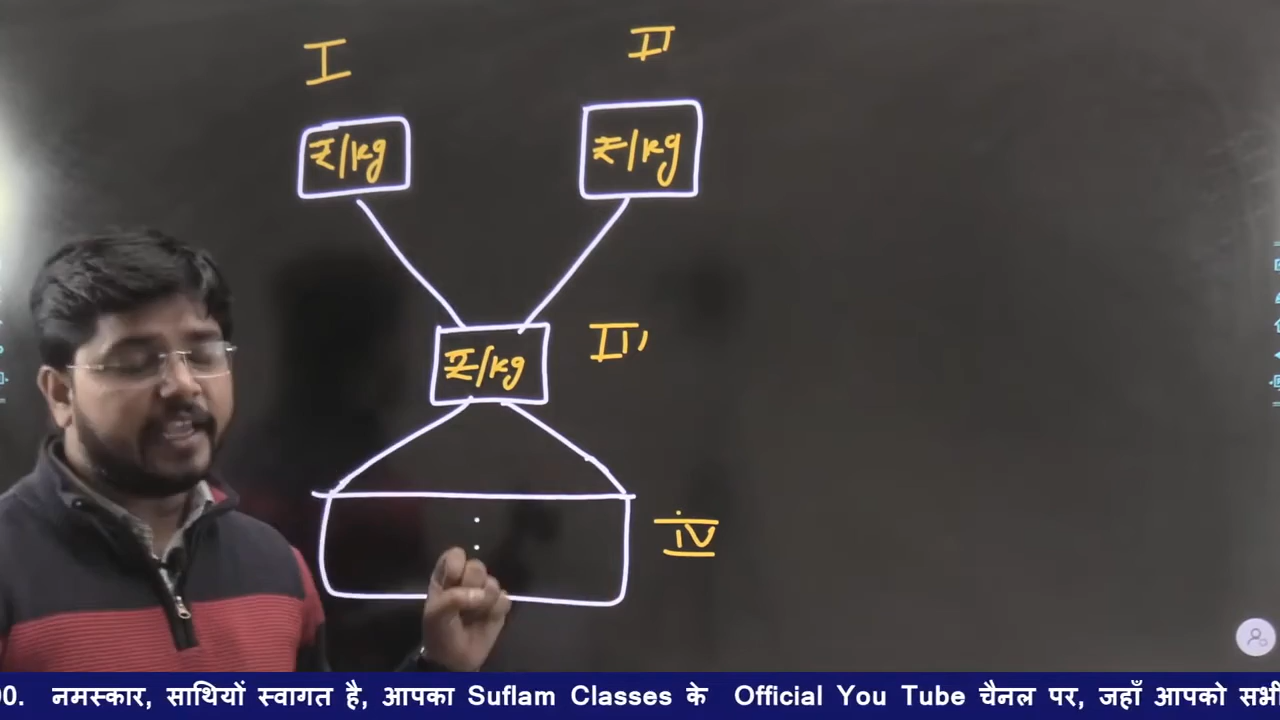 I
II
₹/kg
₹/kg
₹/kg
III
:
iv
00. नमस्कार, साथियों स्वागत है, आपका Suflam Classes के Official You Tube चैनल पर, जहाँ आपको सभी